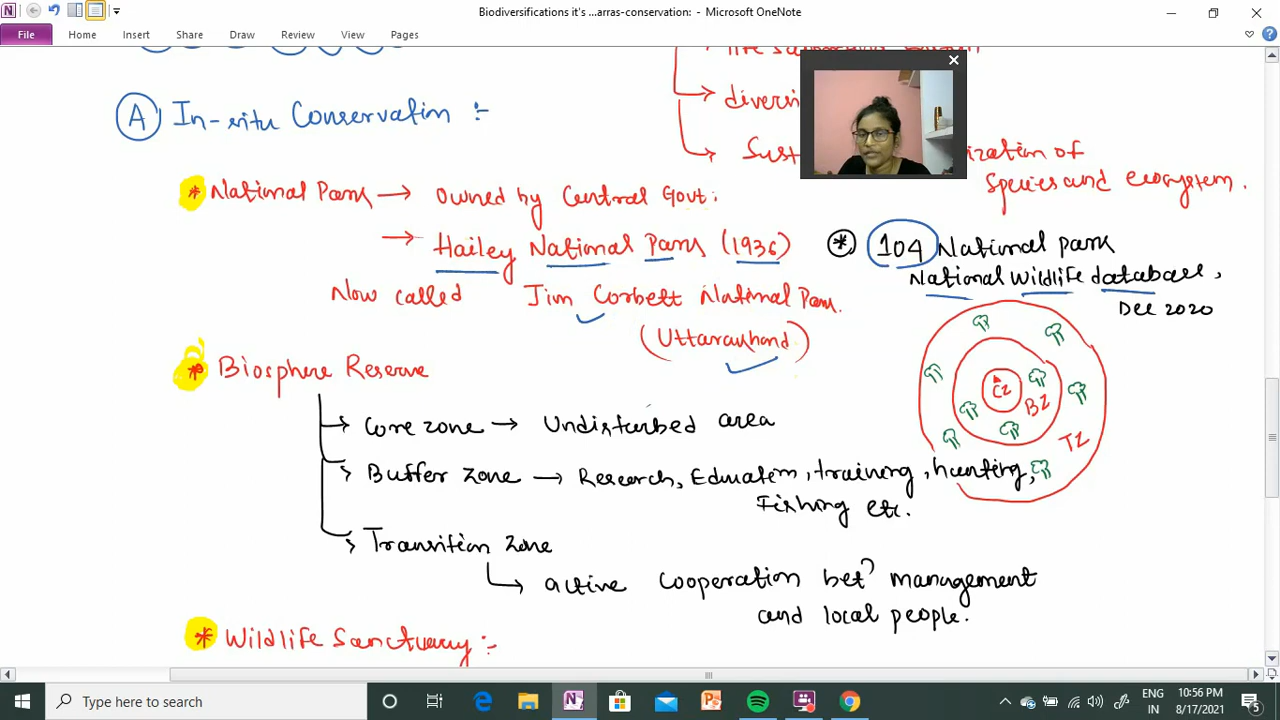 Biodiversifications it's ...arras-conservation: - Microsoft OneNote
File Home Insert Share Draw Review View Pages
(A) In-situ Conservation :-
diversi
Sust ization of
Species and ecosystem.
* National Park → Owned by Central Govt:
→ Hailey National Park (1936)
Now called Jim Corbett National Park.
(Uttarakhand)
* 104 National park
National Wildlife database,
Dec 2020
CZ
BZ
TZ
* Biosphere Reserve
→ Core zone → Undisturbed area
→ Buffer zone → Research, Education, training, hunting,
Fishing etc.
→ Transition zone
→ active cooperation betn management
and local people.
* Wildlife Sanctuary :-
Type here to search
ENG
IN
10:56 PM
8/17/2021
5